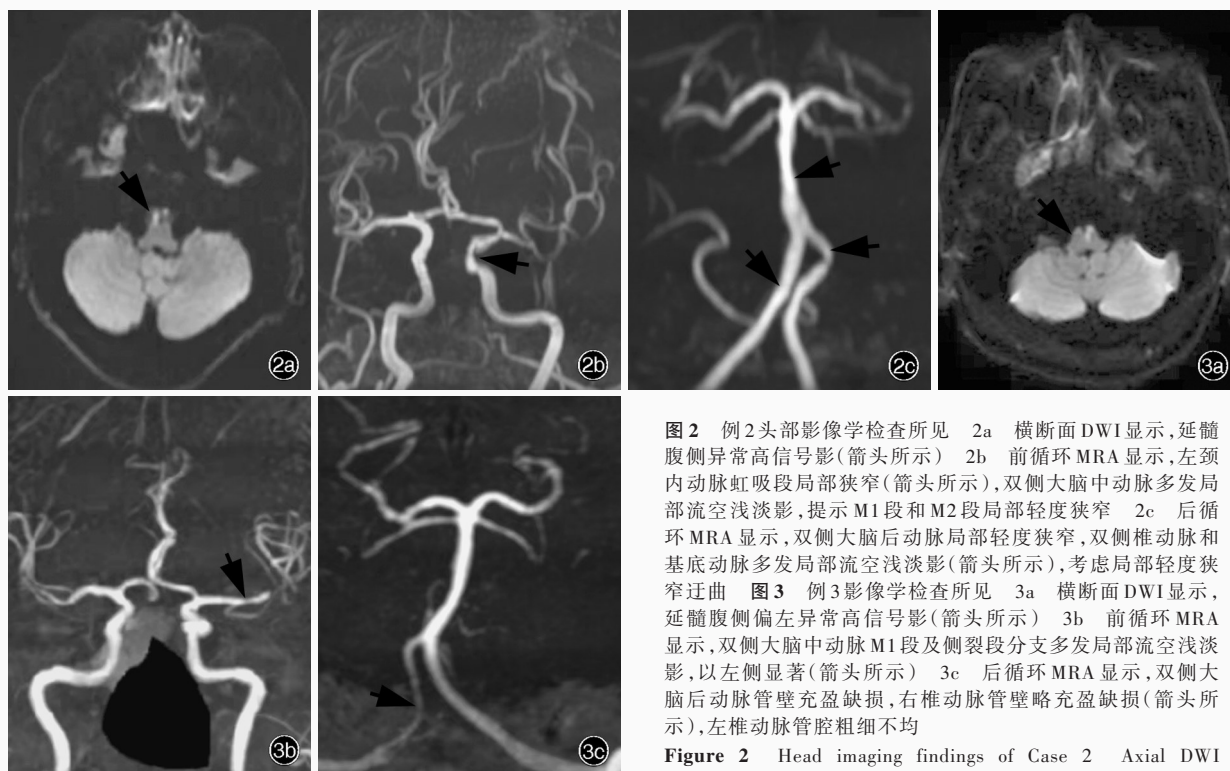 2a
2b
2c
3a
3b
3c
图2 例2头部影像学检查所见 2a 横断面DWI显示,延髓
腹侧异常高信号影(箭头所示) 2b 前循环MRA显示,左颈
内动脉虹吸段局部狭窄(箭头所示),双侧大脑中动脉多发局
部流空浅淡影,提示M1段和M2段局部轻度狭窄 2c 后循
环MRA显示,双侧大脑后动脉局部轻度狭窄,双侧椎动脉和
基底动脉多发局部流空浅淡影(箭头所示),考虑局部轻度狭
窄迂曲 图3 例3影像学检查所见 3a 横断面DWI显示,
延髓腹侧偏左异常高信号影(箭头所示) 3b 前循环MRA
显示,双侧大脑中动脉M1段及侧裂段分支多发局部流空浅淡
影,以左侧显著(箭头所示) 3c 后循环MRA显示,双侧大
脑后动脉管壁充盈缺损,右椎动脉管壁略充盈缺损(箭头所
示),左椎动脉管腔粗细不均
Figure 2 Head imaging findings of Case 2 Axial DWI